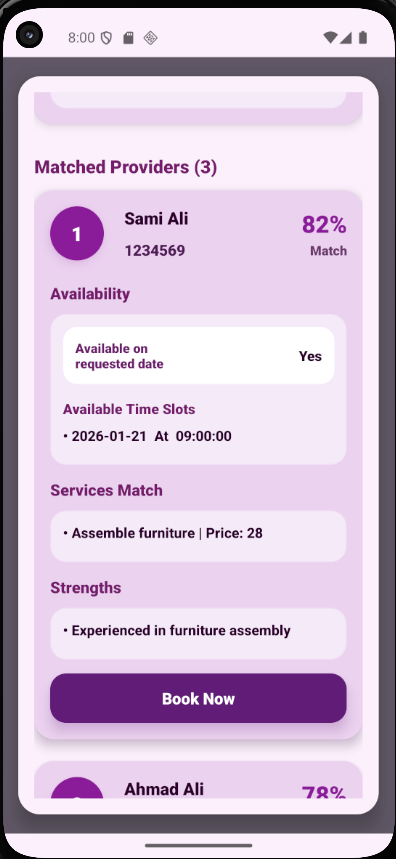 8:00
Matched Providers (3)
1
Sami Ali
1234569
82%
Match
Availability
Available on
requested date
Yes
Available Time Slots
• 2026-01-21 At 09:00:00
Services Match
• Assemble furniture | Price: 28
Strengths
• Experienced in furniture assembly
Book Now
Ahmad Ali
78%